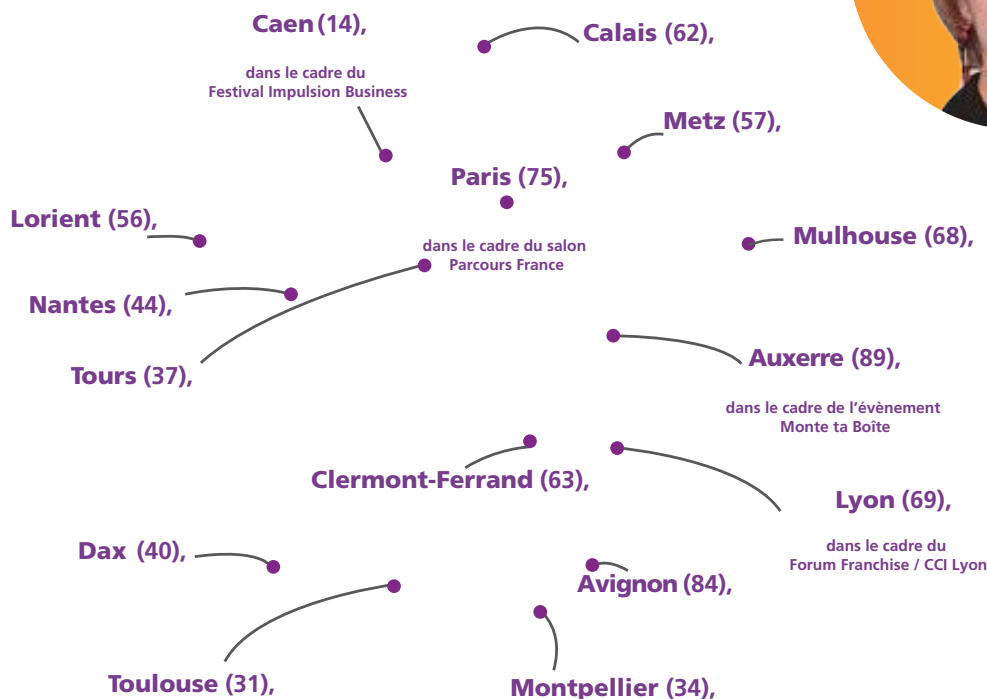 Caen (14),
dans le cadre du
Festival Impulsion Business
Calais (62),
Metz (57),
Paris (75),
dans le cadre du salon
Parcours France
Lorient (56),
Mulhouse (68),
Nantes (44),
Tours (37),
Auxerre (89),
dans le cadre de l’évènement
Monte ta Boîte
Clermont-Ferrand (63),
Lyon (69),
dans le cadre du
Forum Franchise / CCI Lyon
Dax (40),
Avignon (84),
Toulouse (31),
Montpellier (34),